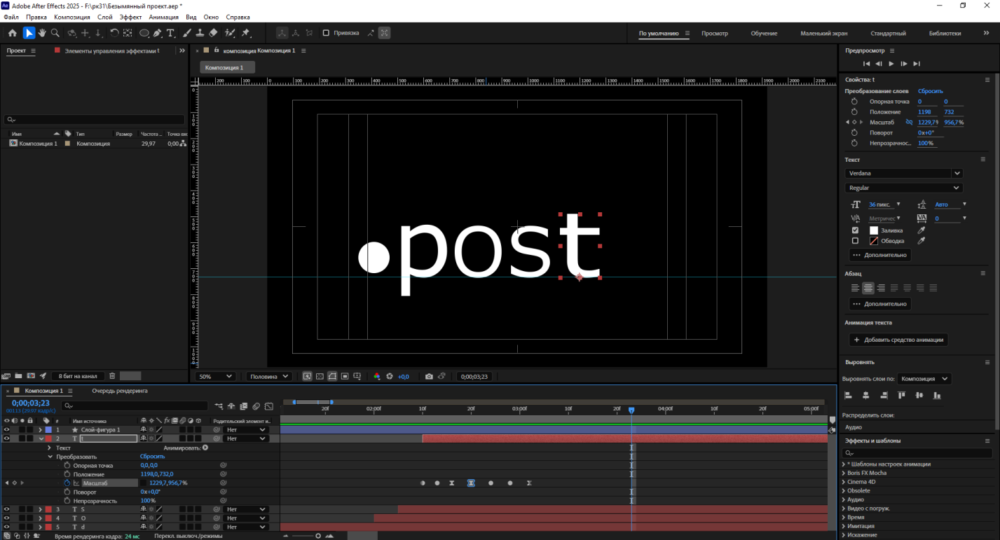 Adobe After Effects 2025 - F:\рк31\Безымянный проект.aep *
Файл Правка Композиция Слой Эффект Анимация Вид Окно Справка
Привязка
По умолчанию Просмотр Обучение Маленький экран Стандартный Библиотеки
Проект Элементы управления эффектами t
композиция Композиция 1
Предпросмотр
Композиция 1
Свойства: t
Преобразование слоев Сбросить
Опорная точка 0 0
Положение 1198 732
Масштаб 1229,7 956,7%
Поворот 0x+0°
Непрозрачнос... 100%
Имя Тип Размер Частота ... Точка вх
Композиция 1 Композиция 29,97 0;00
Текст
Verdana
Regular
36 пикс. Авто
Метричес 0
Заливка
Обводка
Дополнительно
Абзац
Дополнительно
Анимация текста
Добавить средство анимации
post
Выровнять
Выровнять слои по: Композиция
Распределить слои:
8 бит на канал
50% Половина +0,0 0;00;03;23
Композиция 1 Очередь рендеринга
0;00;03;23
00113 (29.97 кадр/с)
20f 02:00f 10f 20f 03:00f 10f 20f 04:00f 10f 20f 05:00f
# Имя источника Родительский элемент и...
1 Слой-фигура 1 Нет
2 T t Нет
Текст Анимировать:
Преобразовать Сбросить
Опорная точка 0,0,0,0
Положение 1198,0,732,0
Масштаб 1229,7,956,7%
Поворот 0x+0,0°
Непрозрачность 100%
3 T S Нет
4 T O Нет
5 T d Нет
Время рендеринга кадра: 24 мс Перекл. выключ./режимы
Аудио
Эффекты и шаблоны
* Шаблоны настроек анимации
Boris FX Mocha
Cinema 4D
Obsolete
Аудио
Видео с погруж.
Время
Имитация
Искажение